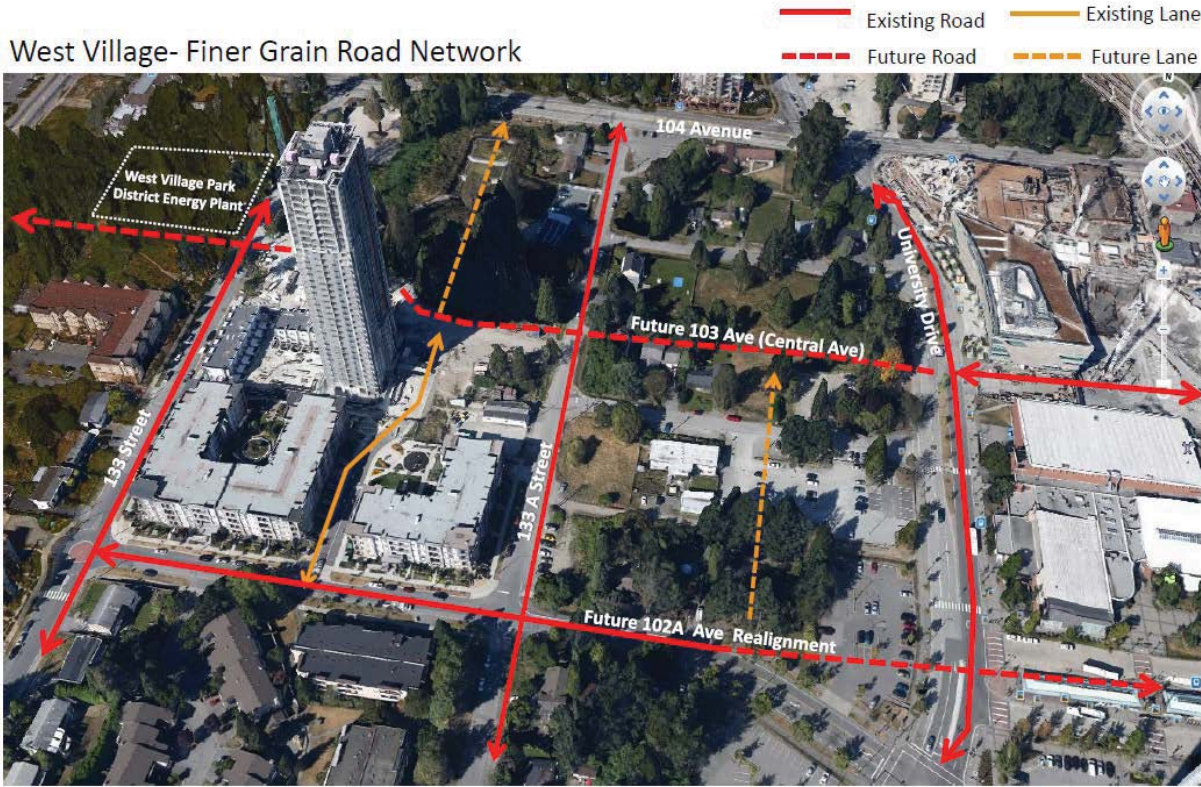 West Village- Finer Grain Road Network
Existing Road
Existing Lane
Future Road
Future Lane
N
104 Avenue
West Village Park
District Energy Plant
University Drive
Future 103 Ave (Central Ave)
133 Street
133 A Street
Future 102A Ave Realignment